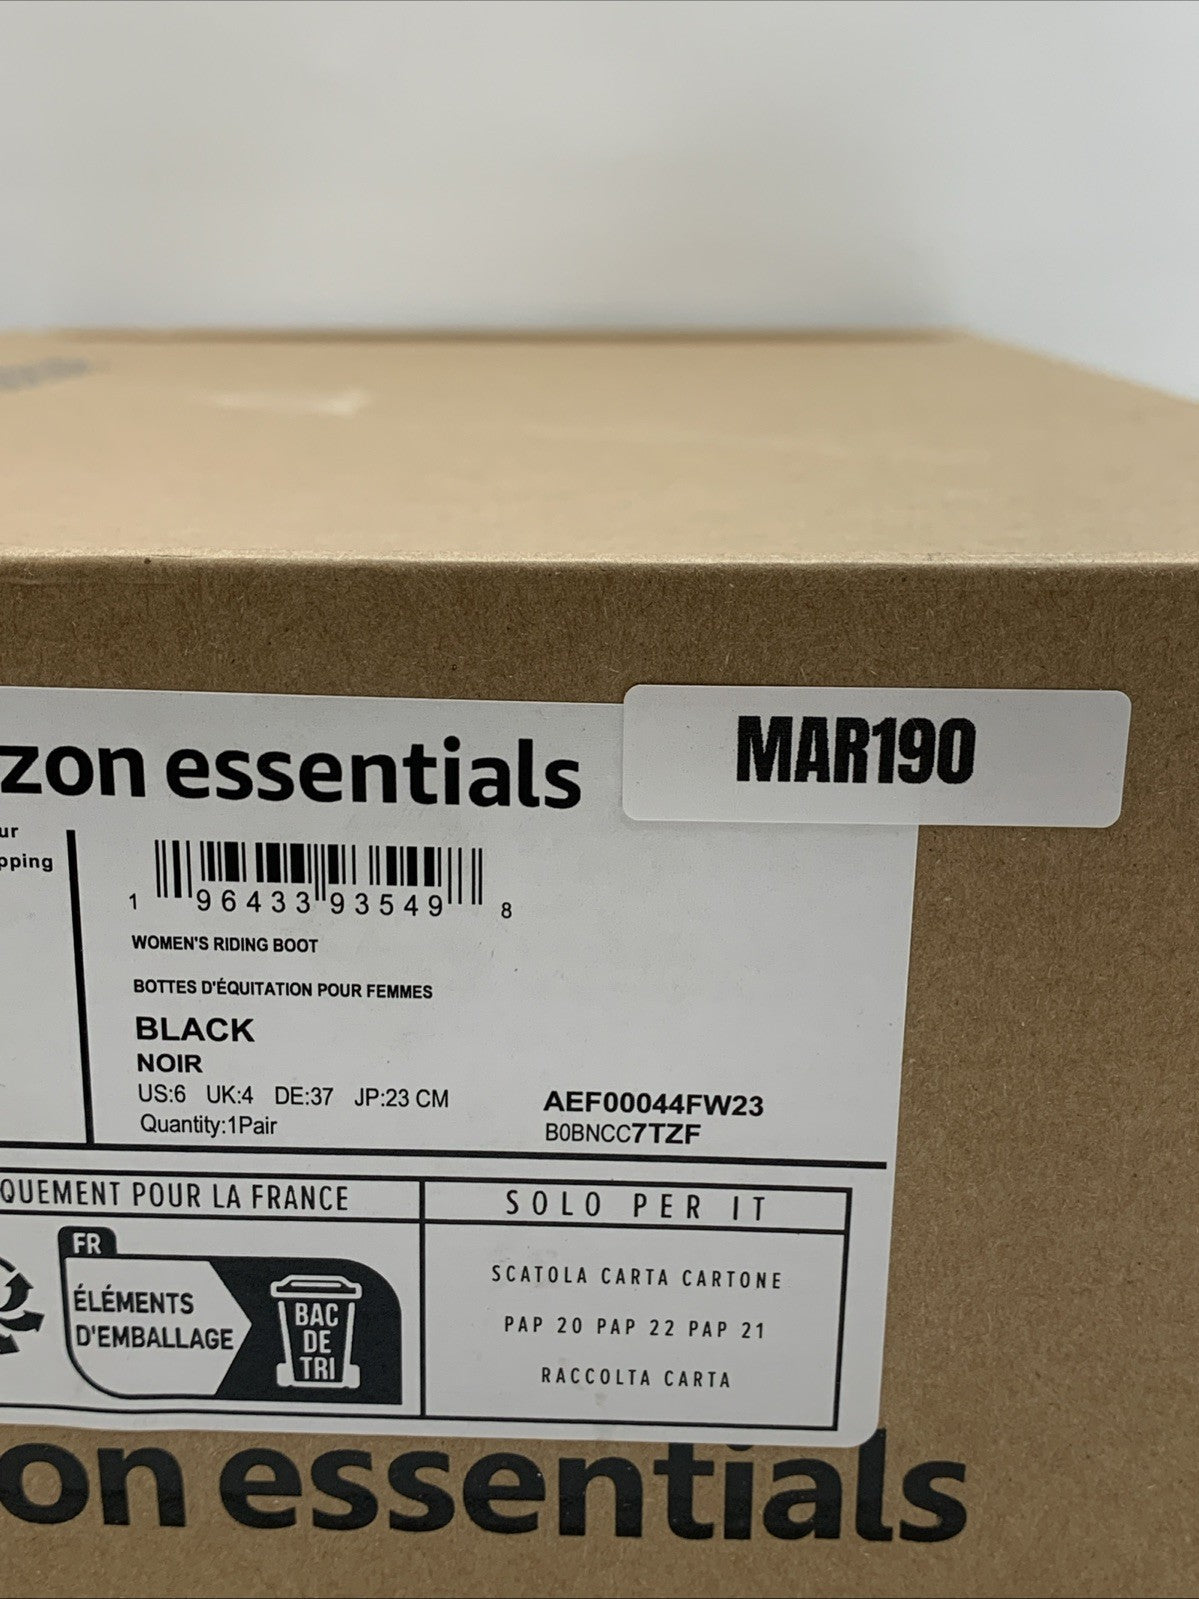 zon essentials
MAR190
ur
pping
1 96433 93549 8
WOMEN'S RIDING BOOT
BOTTES D'ÉQUITATION POUR FEMMES
BLACK
NOIR
US:6 UK:4 DE:37 JP:23 CM
Quantity:1Pair
AEF00044FW23
B0BNCC7TZF
QUEMENT POUR LA FRANCE
FR
ÉLÉMENTS
D'EMBALLAGE
BAC
DE
TRI
SOLO PER IT
SCATOLA CARTA CARTONE
PAP 20 PAP 22 PAP 21
RACCOLTA CARTA
on essentials